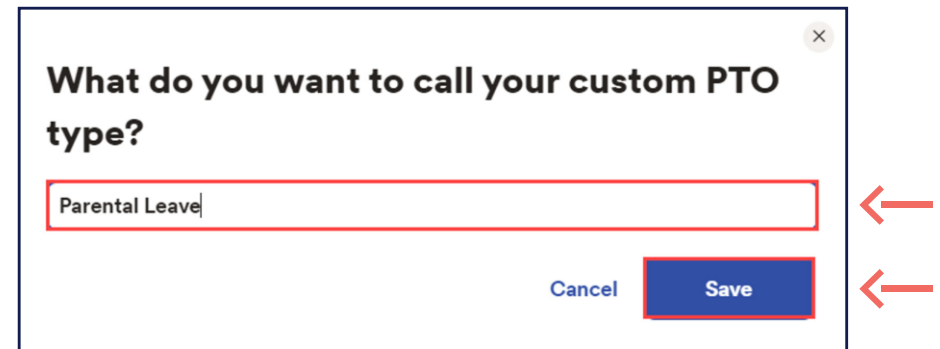 What do you want to call your custom PTO
type?
Parental Leave
Cancel
Save